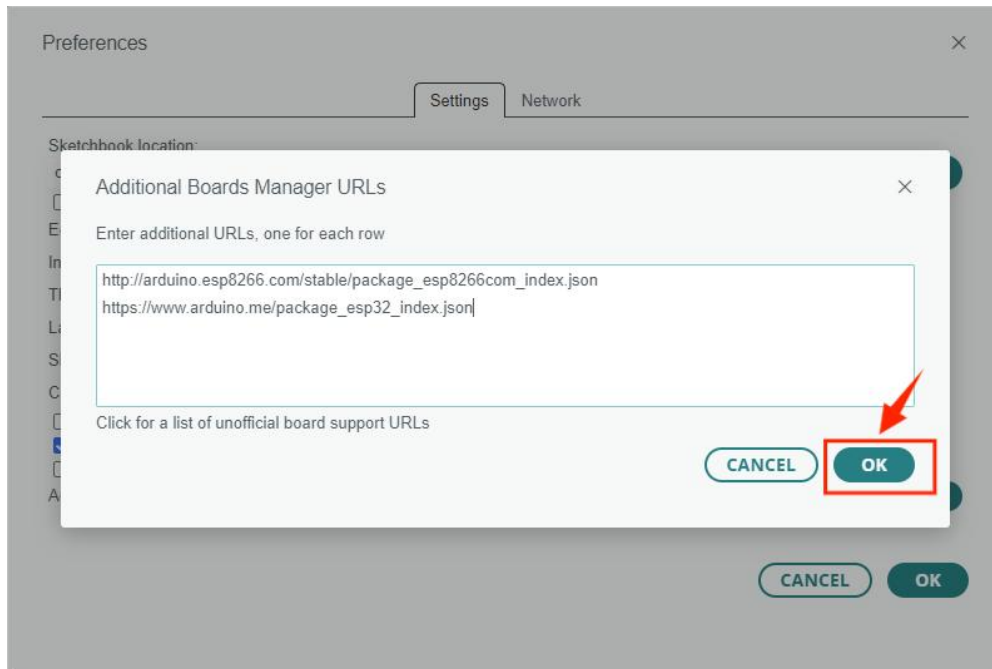 Preferences
Settings Network
Sketchbook location:
Additional Boards Manager URLs
Enter additional URLs, one for each row
http://arduino.esp8266.com/stable/package_esp8266com_index.json
https://www.arduino.me/package_esp32_index.json
Click for a list of unofficial board support URLs
CANCEL OK
CANCEL OK